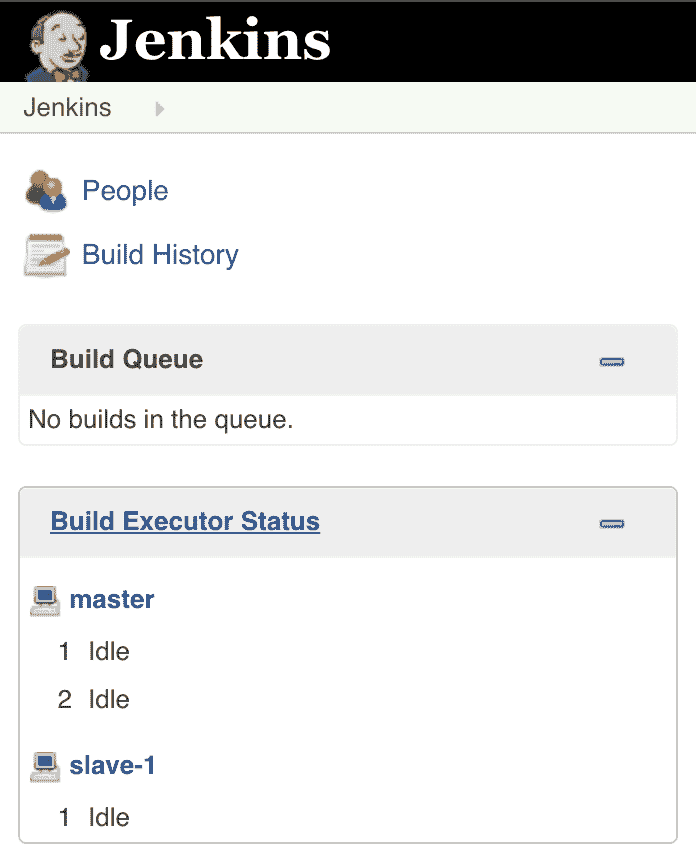 Jenkins
Jenkins
People
Build History
Build Queue
No builds in the queue.
Build Executor Status
master
1 Idle
2 Idle
slave-1
1 Idle